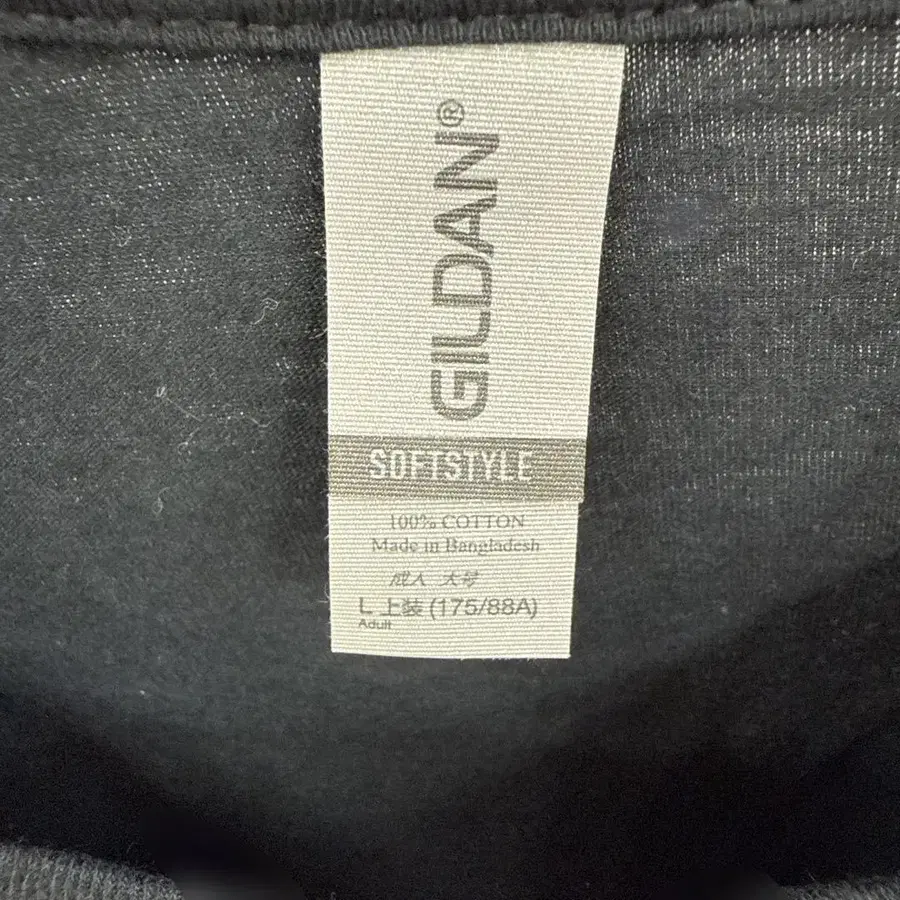 GILDAN®
SOFTSTYLE
100% COTTON
Made in Bangladesh
成人 大号
L 上装 (175/88A)
Adult